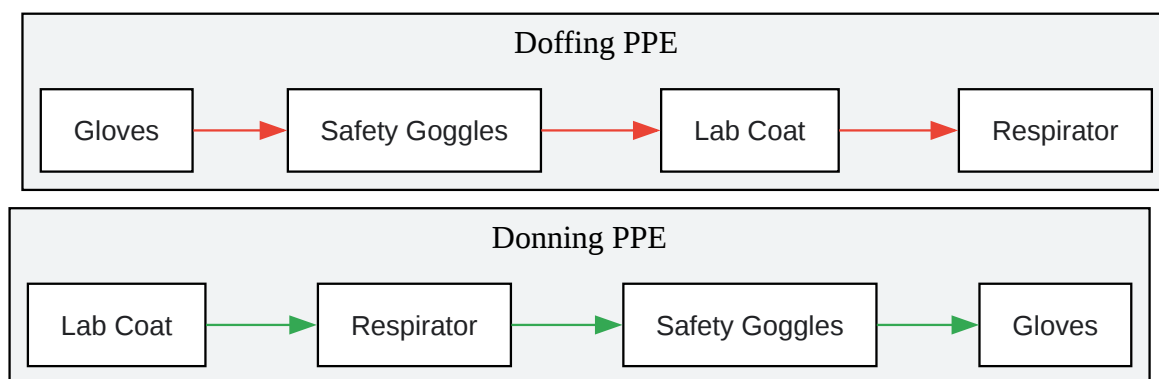 Doffing PPE
Gloves
Safety Goggles
Lab Coat
Respirator
Donning PPE
Lab Coat
Respirator
Safety Goggles
Gloves